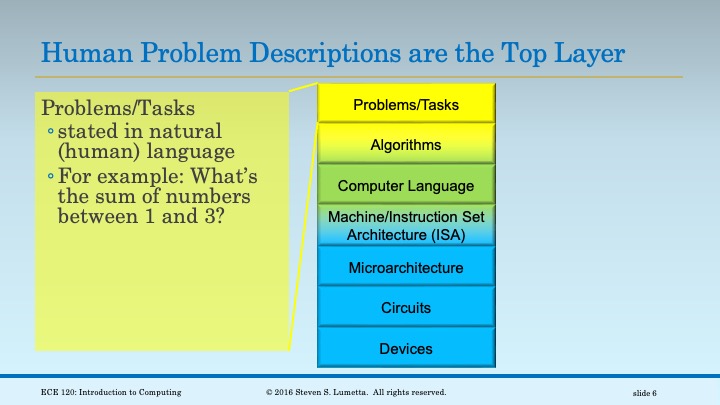 Human Problem Descriptions are the Top Layer
Problems/Tasks
◦ stated in natural
(human) language
◦ For example: What’s
the sum of numbers
between 1 and 3?
Problems/Tasks
Algorithms
Computer Language
Machine/Instruction Set
Architecture (ISA)
Microarchitecture
Circuits
Devices
ECE 120: Introduction to Computing
© 2016 Steven S. Lumetta. All rights reserved.
slide 6